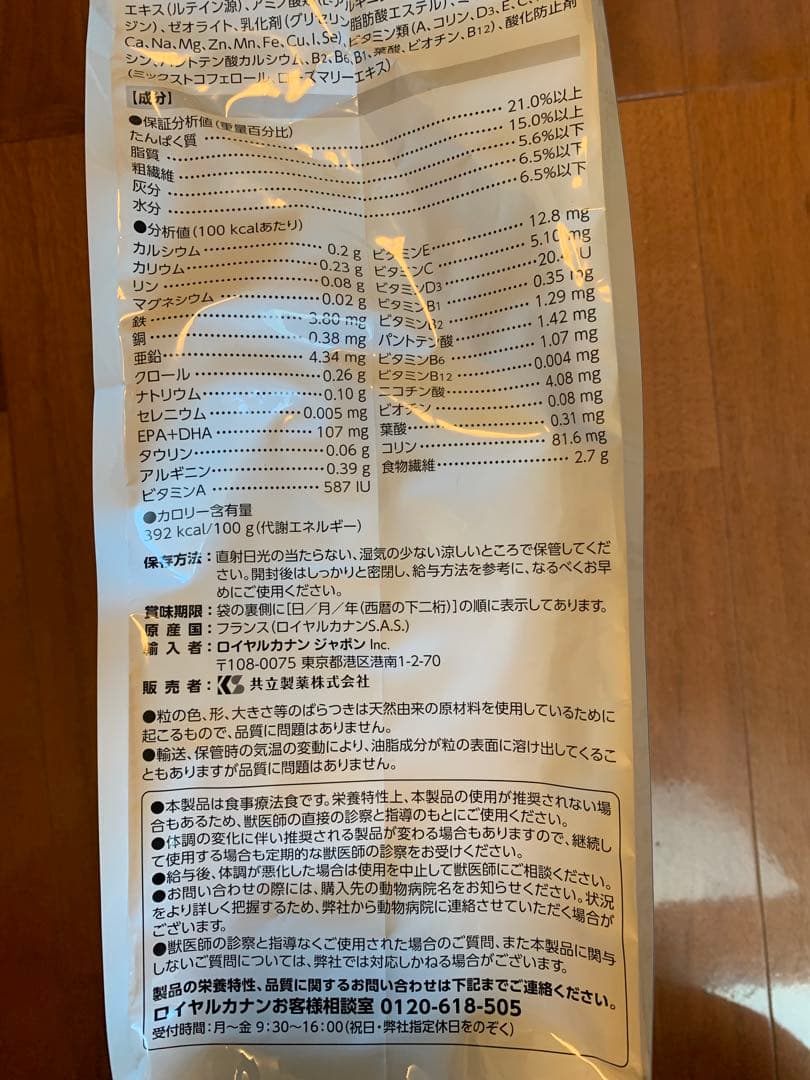 エキス(ルテイン源)、アミノ酸類
ジン)、ゼオライト、乳化剤(グリセリン脂肪酸エステル)、
Ca、Na、Mg、Zn、Mn、Fe、Cu、I、Se)、ビタミン類(A、コリン、D3、E、C、
シン、パントテン酸カルシウム、B2、B6、B1、葉酸、ビオチン、B12)、酸化防止剤
(ミックストコフェロール、ローズマリーエキス)
【成分】
●保証分析値(重量百分比)
たんぱく質 21.0%以上
脂質 15.0%以上
粗繊維 5.6%以下
灰分 6.5%以下
水分 6.5%以下
●分析値(100 kcalあたり)
カルシウム 0.2 g
カリウム 0.23 g
リン 0.08 g
マグネシウム 0.02 g
鉄 3.80 mg
銅 0.38 mg
亜鉛 4.34 mg
クロール 0.26 g
ナトリウム 0.10 g
セレニウム 0.005 mg
EPA+DHA 107 mg
タウリン 0.06 g
アルギニン 0.39 g
ビタミンA 587 IU
ビタミンE 12.8 mg
ビタミンC 5.10 mg
ビタミンD3 20.4 IU
ビタミンB1 0.35 mg
ビタミンB2 1.29 mg
パントテン酸 1.42 mg
ビタミンB6 1.07 mg
ビタミンB12 0.004 mg
ニコチン酸 4.08 mg
ビオチン 0.08 mg
葉酸 0.31 mg
コリン 81.6 mg
食物繊維 2.7 g
●カロリー含有量
392 kcal/100 g(代謝エネルギー)
保存方法：直射日光の当たらない、湿気の少ない涼しいところで保管してくだ
さい。開封後はしっかりと密閉し、給与方法を参考に、なるべくお早
めにご使用ください。
賞味期限：袋の裏側に[日／月／年(西暦の下二桁)]の順に表示してあります。
原産国：フランス(ロイヤルカナンS.A.S.)
輸入者：ロイヤルカナン ジャポン Inc.
〒108-0075 東京都港区港南1-2-70
販売者：KS 共立製薬株式会社
●粒の色、形、大きさ等のばらつきは天然由来の原材料を使用しているために
起こるもので、品質に問題はありません。
●輸送、保管時の気温の変動により、油脂成分が粒の表面に溶け出してくるこ
ともありますが品質に問題はありません。
●本製品は食事療法食です。栄養特性上、本製品の使用が推奨されない場
合もあるため、獣医師の直接の診察と指導のもとにご使用ください。
●体調の変化に伴い推奨される製品が変わる場合もありますので、継続し
て使用する場合も定期的な獣医師の診察をお受けください。
●給与後、体調が悪化した場合は使用を中止して獣医師にご相談ください。
●お問い合わせの際には、購入先の動物病院名をお知らせください。状況
をより詳しく把握するため、弊社から動物病院に連絡させていただく場合が
ございます。
●獣医師の診察と指導なくご使用された場合のご質問、また本製品に関与
しないご質問については、弊社では対応しかねる場合がございます。
製品の栄養特性、品質に関するお問い合わせは下記までご連絡ください。
ロイヤルカナンお客様相談室 0120-618-505
受付時間：月〜金 9:30〜16:00(祝日・弊社指定休日をのぞく)